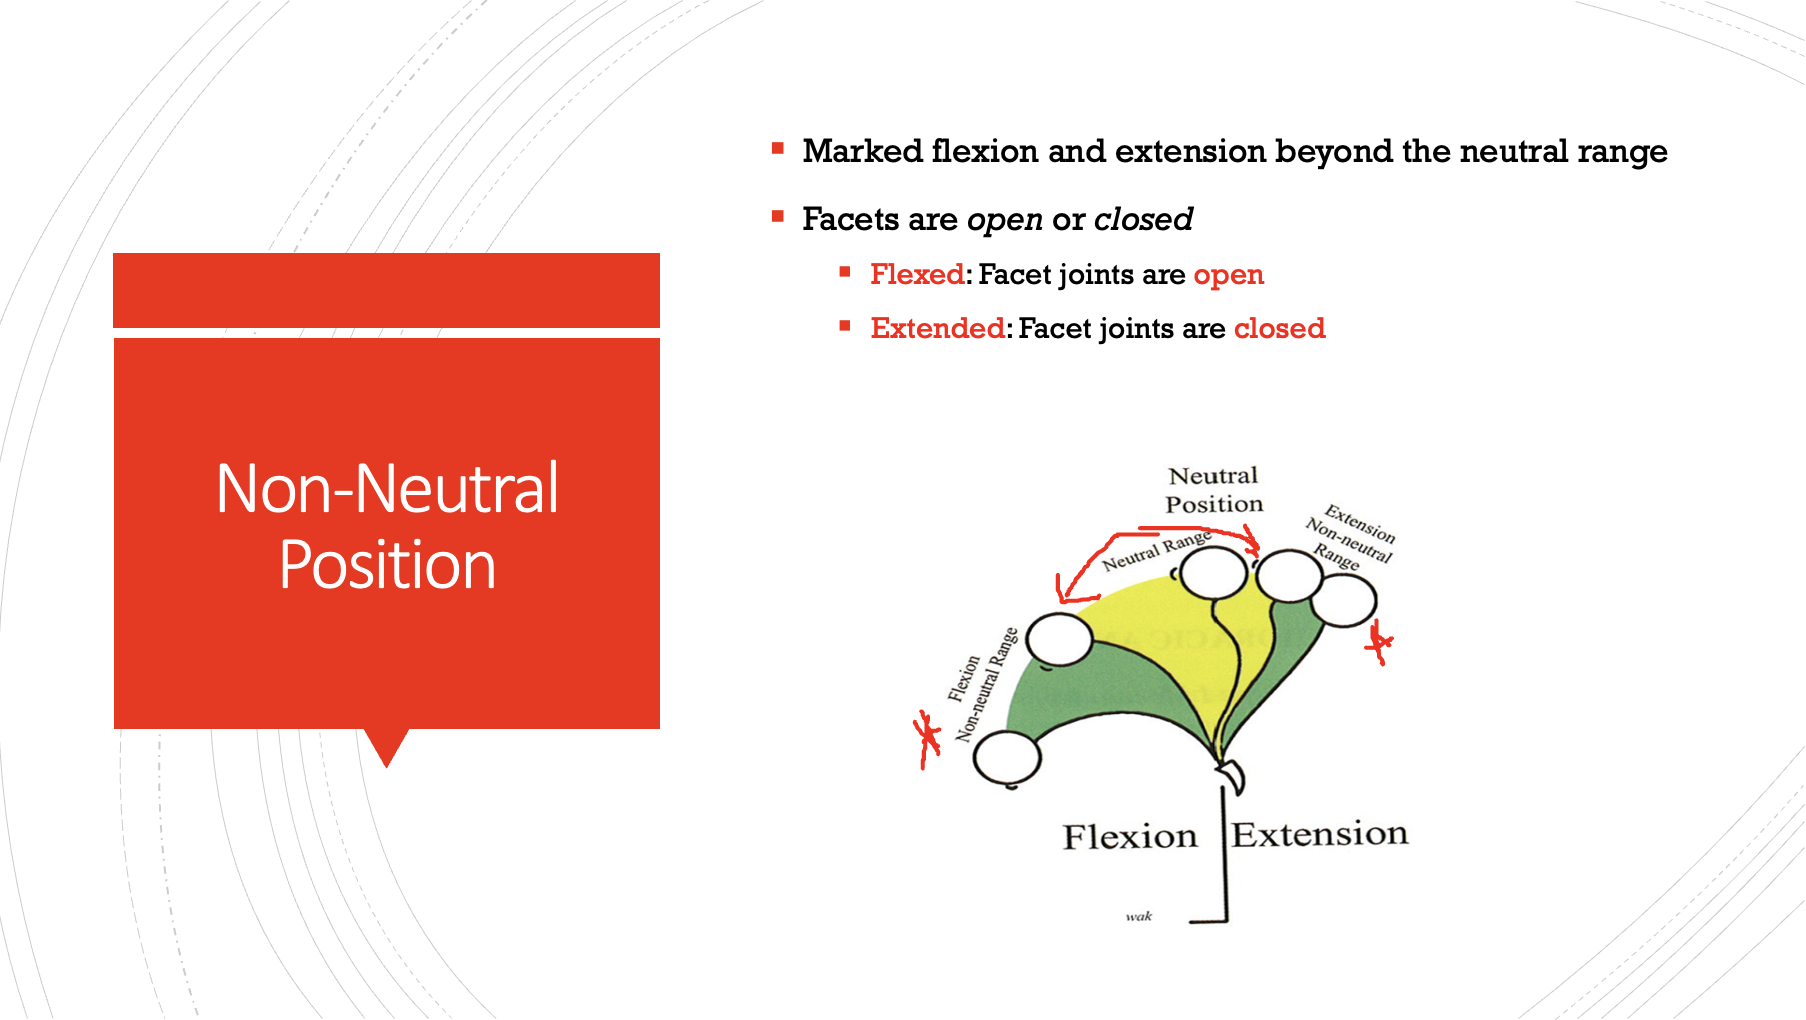 Non-Neutral
Position
Marked flexion and extension beyond the neutral range
Facets are open or closed
Flexed: Facet joints are open
Extended: Facet joints are closed
Neutral
Position
Neutral Range
Extension
Non-neutral
Range
Flexion
Non-neutral Range
Flexion
Extension
wak